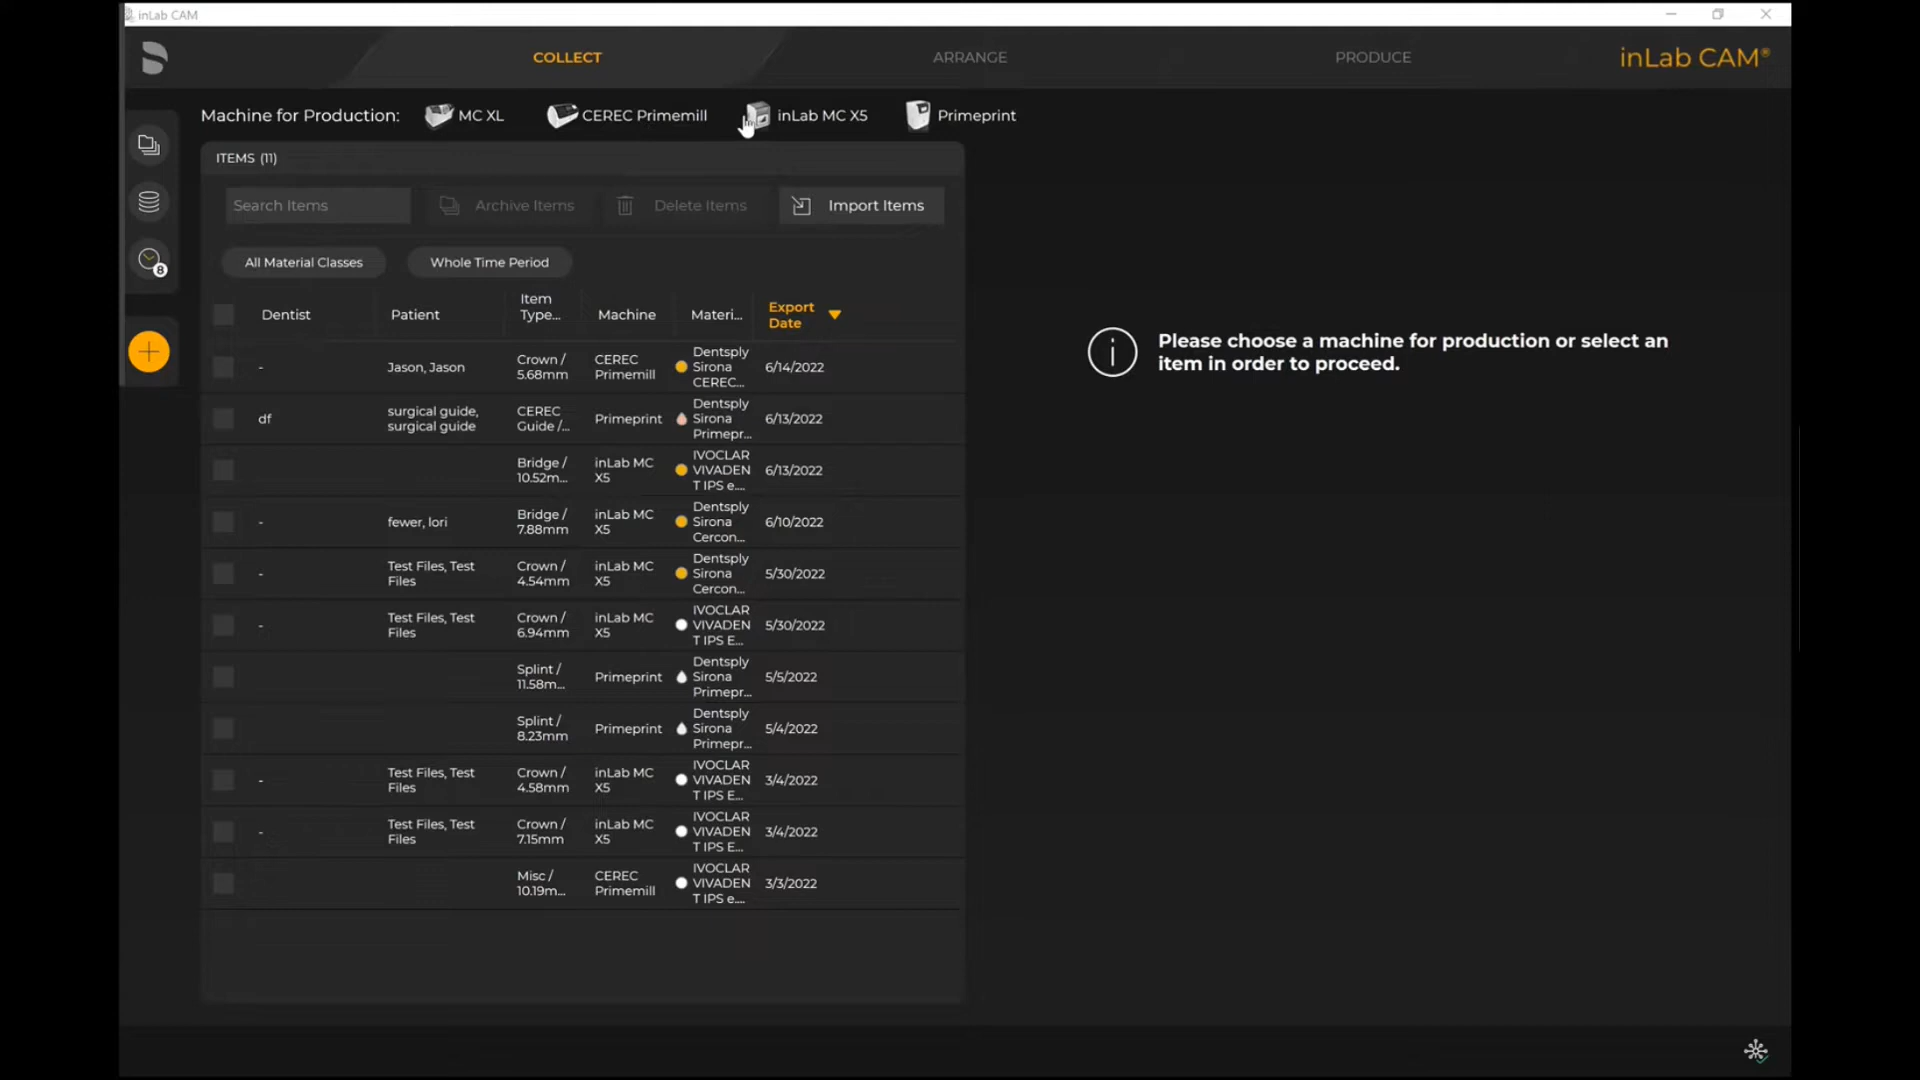 inLab CAM
COLLECT
ARRANGE
PRODUCE
inLab CAM®
Machine for Production:
MC XL
CEREC Primemill
inLab MC X5
Primeprint
ITEMS (11)
Search Items
Archive Items
Delete Items
Import Items
All Material Classes
Whole Time Period
8
Dentist
Patient
Item
Type...
Machine
Materi...
Export
Date
-
Jason, Jason
Crown /
5.68mm
CEREC
Primemill
Dentsply
Sirona
CEREC...
6/14/2022
df
surgical guide,
surgical guide
CEREC
Guide /...
Primeprint
Dentsply
Sirona
Primepr...
6/13/2022
Bridge /
10.52m...
inLab MC
X5
IVOCLAR
VIVADEN
T IPS e....
6/13/2022
-
fewer, lori
Bridge /
7.88mm
inLab MC
X5
Dentsply
Sirona
Cercon...
6/10/2022
-
Test Files, Test
Files
Crown /
4.54mm
inLab MC
X5
Dentsply
Sirona
Cercon...
5/30/2022
-
Test Files, Test
Files
Crown /
6.94mm
inLab MC
X5
IVOCLAR
VIVADEN
T IPS E...
5/30/2022
Splint /
11.58m...
Primeprint
Dentsply
Sirona
Primepr...
5/5/2022
Splint /
8.23mm
Primeprint
Dentsply
Sirona
Primepr...
5/4/2022
-
Test Files, Test
Files
Crown /
4.58mm
inLab MC
X5
IVOCLAR
VIVADEN
T IPS E...
3/4/2022
-
Test Files, Test
Files
Crown /
7.15mm
inLab MC
X5
IVOCLAR
VIVADEN
T IPS E...
3/4/2022
Misc /
10.19m...
CEREC
Primemill
IVOCLAR
VIVADEN
T IPS e....
3/3/2022
Please choose a machine for production or select an
item in order to proceed.